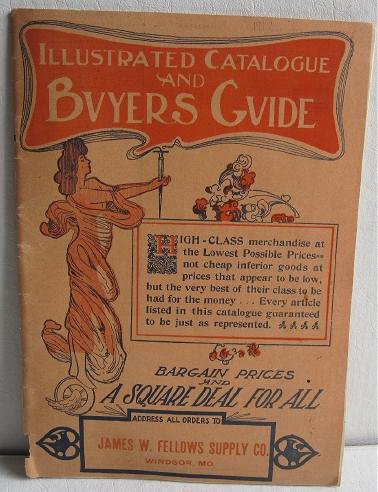 ILLUSTRATED CATALOGUE
AND
BVYERS GVIDE
HIGH-CLASS merchandise at
the Lowest Possible Prices--
not cheap inferior goods at
prices that appear to be low,
but the very best of their class to be
had for the money . . . Every article
listed in this catalogue guaranteed
to be just as represented.
BARGAIN PRICES
AND
A SQUARE DEAL FOR ALL
ADDRESS ALL ORDERS TO
JAMES W. FELLOWS SUPPLY CO.
WINDSOR, MO.